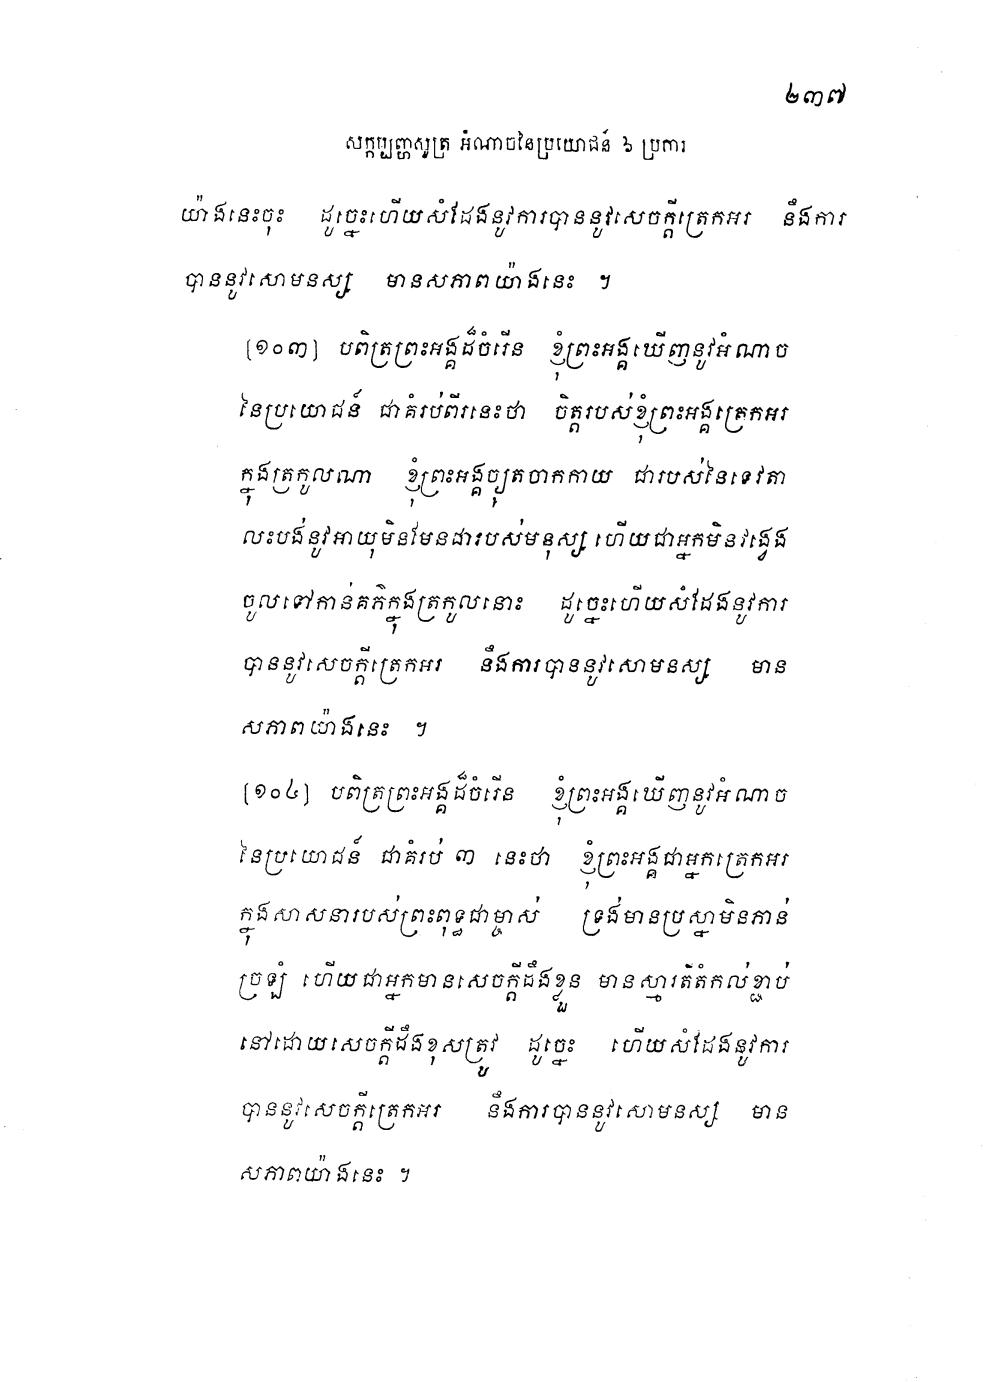 ២៣៧
សក្កប្បញ្ហាសូត្រ អំណាចនៃប្រយោជន៍ ៦ ប្រការ
យ៉ាងនេះចុះ ដូច្នេះហើយសំដែងនូវការបាននូវសេចក្តីត្រេកអរ នឹងការ
បាននូវសោមនស្ស មានសភាពយ៉ាងនេះ ។
[១០៣] បពិត្រព្រះអង្គដ៏ចំរើន ខ្ញុំព្រះអង្គឃើញនូវអំណាច
នៃប្រយោជន៍ ជាគំរប់ពីរនេះថា ចិត្តរបស់ខ្ញុំព្រះអង្គត្រេកអរ
ក្នុងត្រកូលណា ខ្ញុំព្រះអង្គច្យុតចាកកាយ ជារបស់នៃទេវតា
លះបង់នូវអាយុមិនមែនជារបស់មនុស្ស ហើយជាអ្នកមិនវង្វេង
ចូលទៅកាន់គភ៌ក្នុងត្រកូលនោះ ដូច្នេះហើយសំដែងនូវការ
បាននូវសេចក្តីត្រេកអរ នឹងការបាននូវសោមនស្ស មាន
សភាពយ៉ាងនេះ ។
[១០៤] បពិត្រព្រះអង្គដ៏ចំរើន ខ្ញុំព្រះអង្គឃើញនូវអំណាច
នៃប្រយោជន៍ ជាគំរប់ ៣ នេះថា ខ្ញុំព្រះអង្គជាអ្នកត្រេកអរ
ក្នុងសាសនារបស់ព្រះពុទ្ធជាម្ចាស់ ទ្រង់មានប្រស្នាមិនភាន់
ច្រឡំ ហើយជាអ្នកមានសេចក្តីដឹងខ្លួន មានស្មារតីតំកល់ខ្ជាប់
នៅដោយសេចក្តីដឹងខុសត្រូវ ដូច្នេះ ហើយសំដែងនូវការ
បាននូវសេចក្តីត្រេកអរ នឹងការបាននូវសោមនស្ស មាន
សភាពយ៉ាងនេះ ។